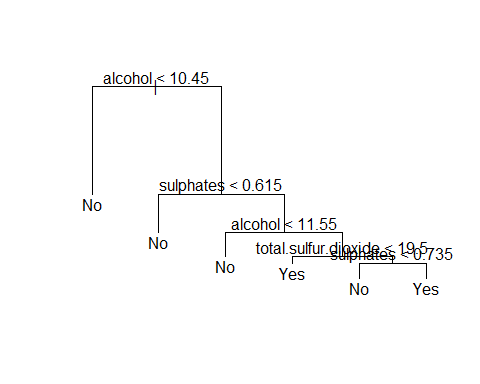 alcohol < 10.45
sulphates < 0.615
No
alcohol < 11.55
No
total.sulfur.dioxide < 19.5
sulphates < 0.735
No
Yes
No
Yes